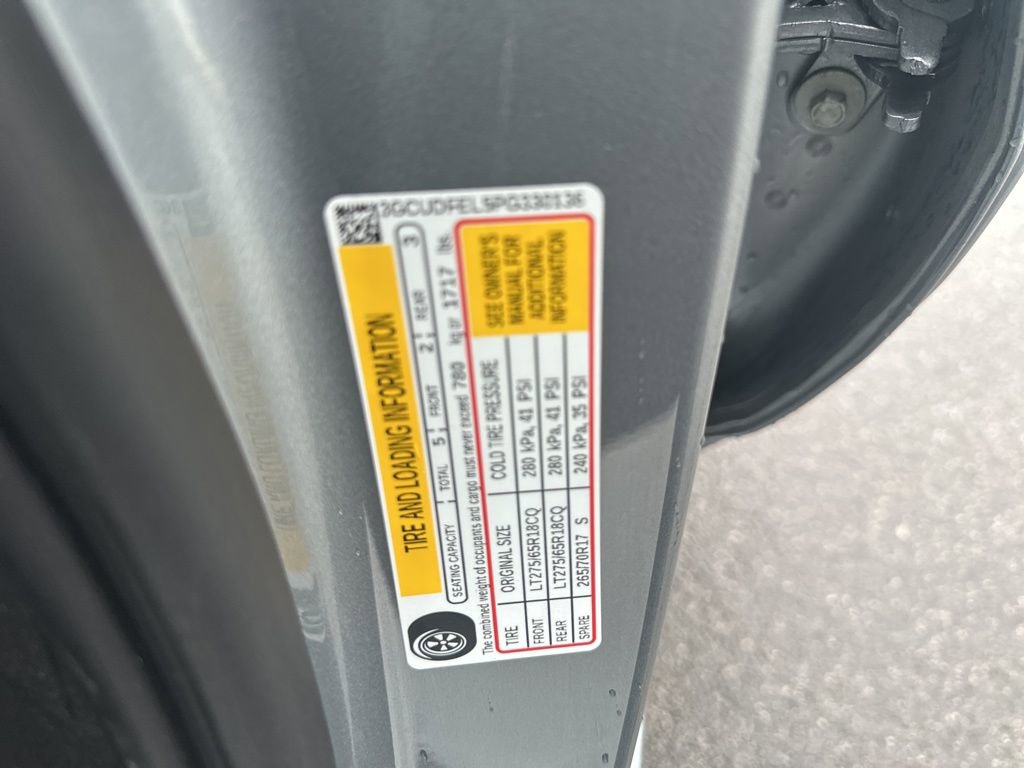 3GCUDFEL9PG330136
TIRE AND LOADING INFORMATION
SEATING CAPACITY TOTAL 5 FRONT 2 REAR 3
The combined weight of occupants and cargo must never exceed 780 kg or 1717 lbs.
TIRE ORIGINAL SIZE COLD TIRE PRESSURE
FRONT LT275/65R18CQ 280 kPa, 41 PSI
REAR LT275/65R18CQ 280 kPa, 41 PSI
SPARE 265/70R17 S 240 kPa, 35 PSI
SEE OWNER'S
MANUAL FOR
ADDITIONAL
INFORMATION